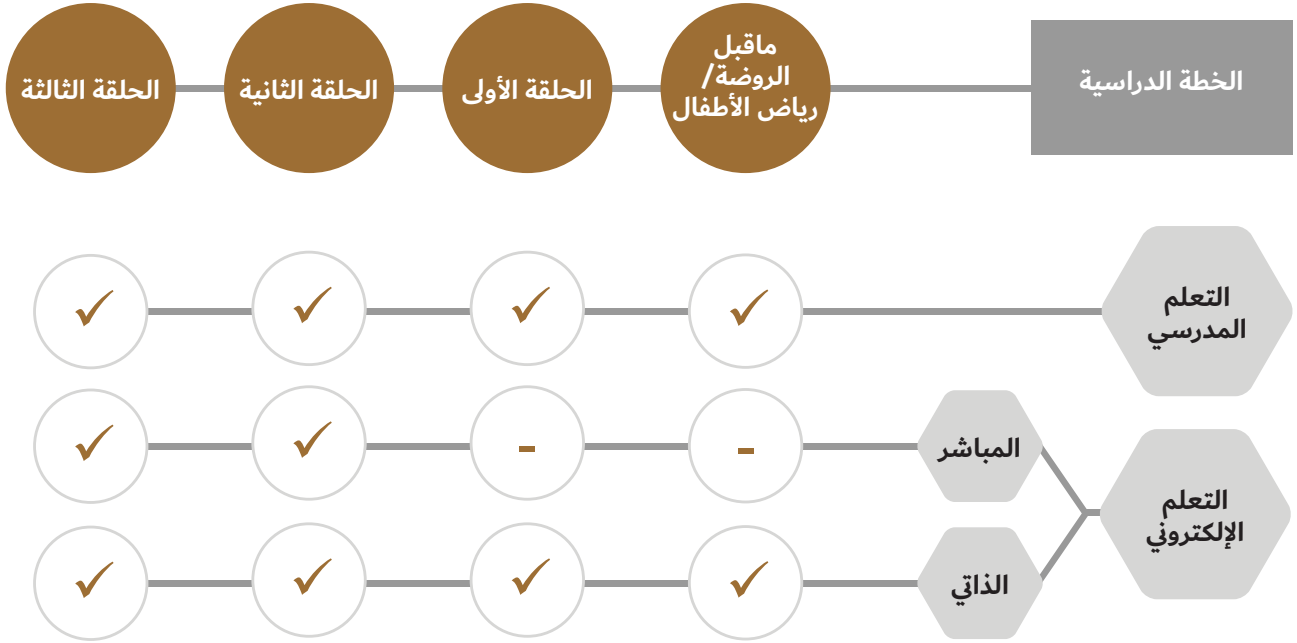 الخطة الدراسية
ماقبل
الروضة/
رياض الأطفال
الحلقة الأولى
الحلقة الثانية
الحلقة الثالثة
التعلم
المدرسي
✓ ✓ ✓ ✓
التعلم
الإلكتروني
المباشر
- - ✓ ✓
الذاتي
✓ ✓ ✓ ✓